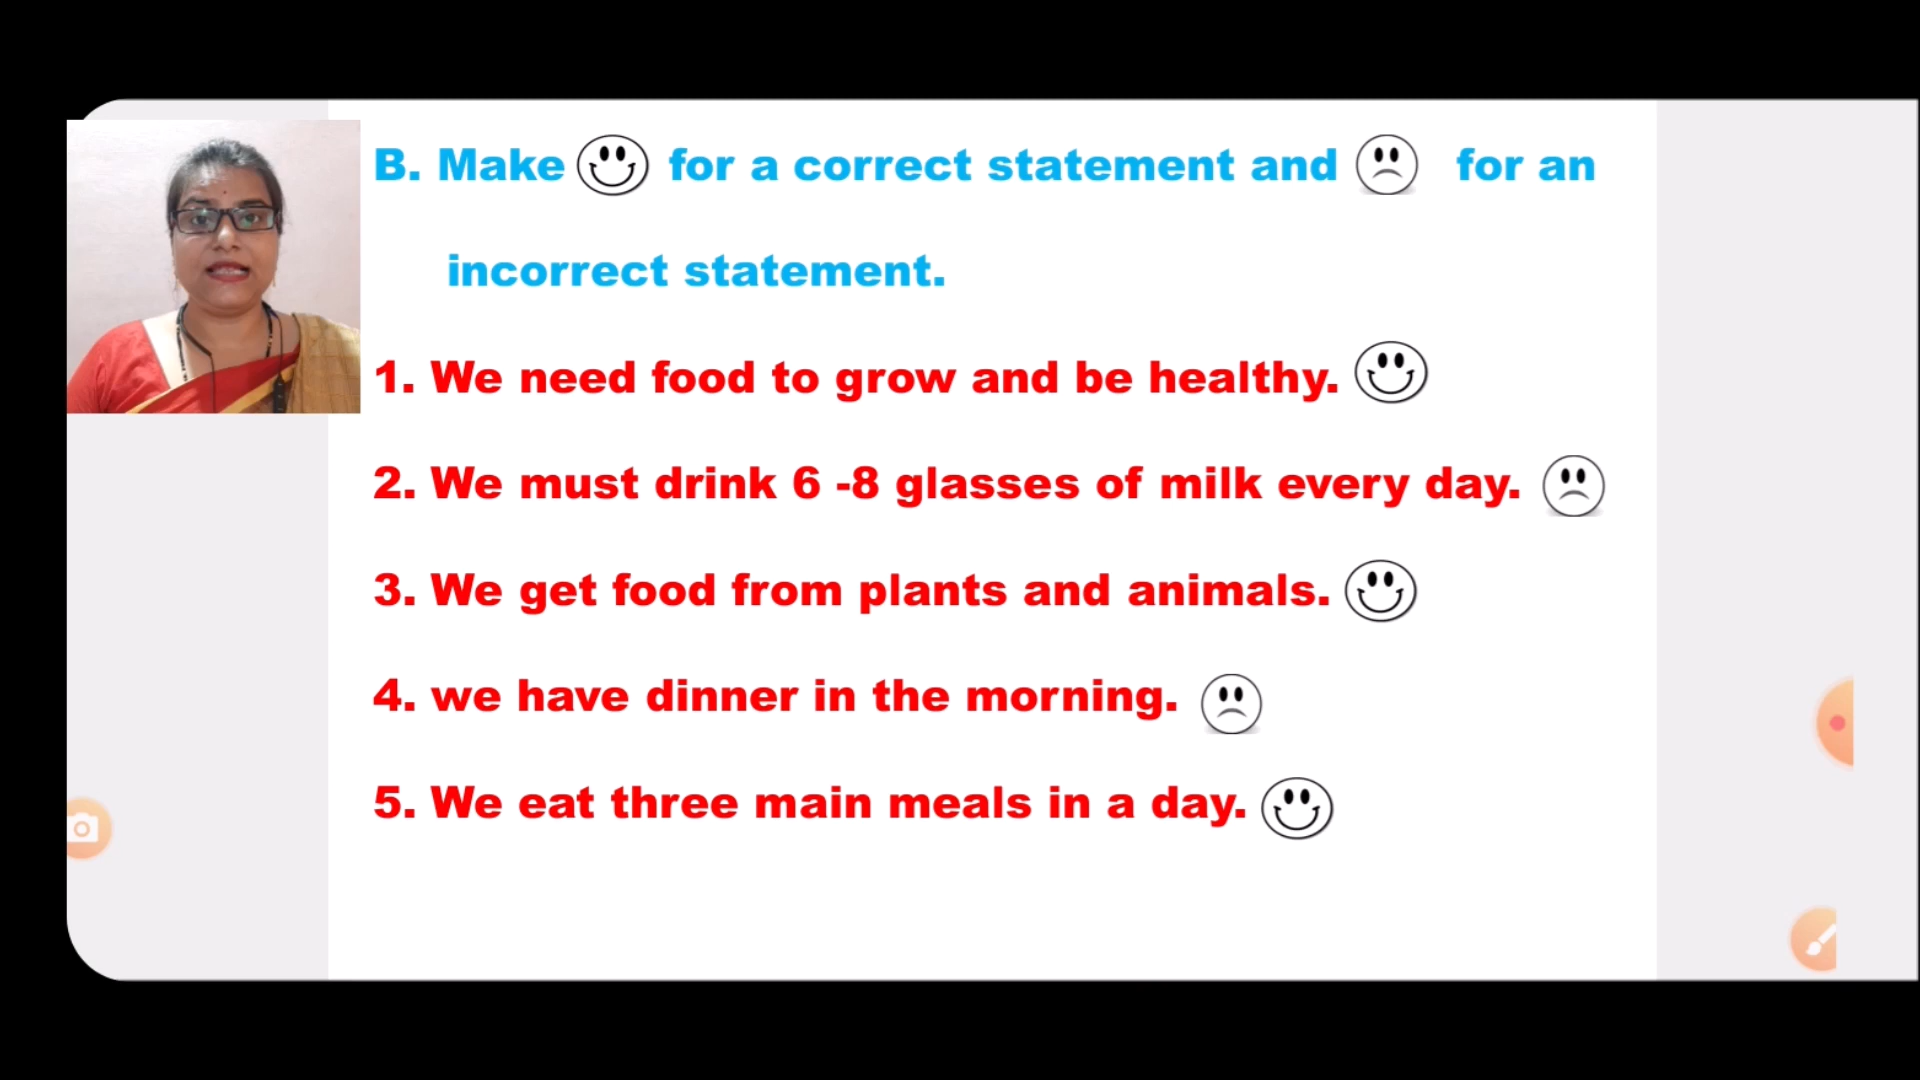 B. Make for a correct statement and for an
incorrect statement.
1. We need food to grow and be healthy.
2. We must drink 6 -8 glasses of milk every day.
3. We get food from plants and animals.
4. we have dinner in the morning.
5. We eat three main meals in a day.